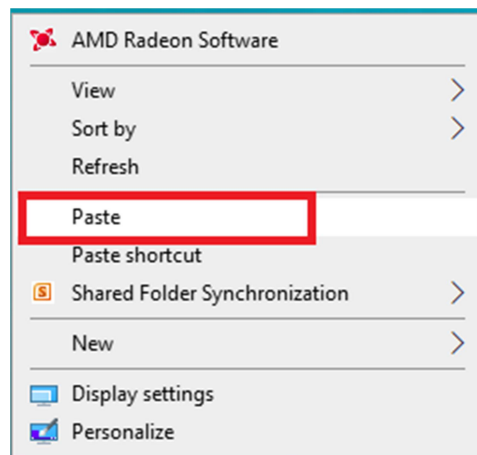 AMD Radeon Software
View
Sort by
Refresh
Paste
Paste shortcut
S
Shared Folder Synchronization
New
Display settings
Personalize